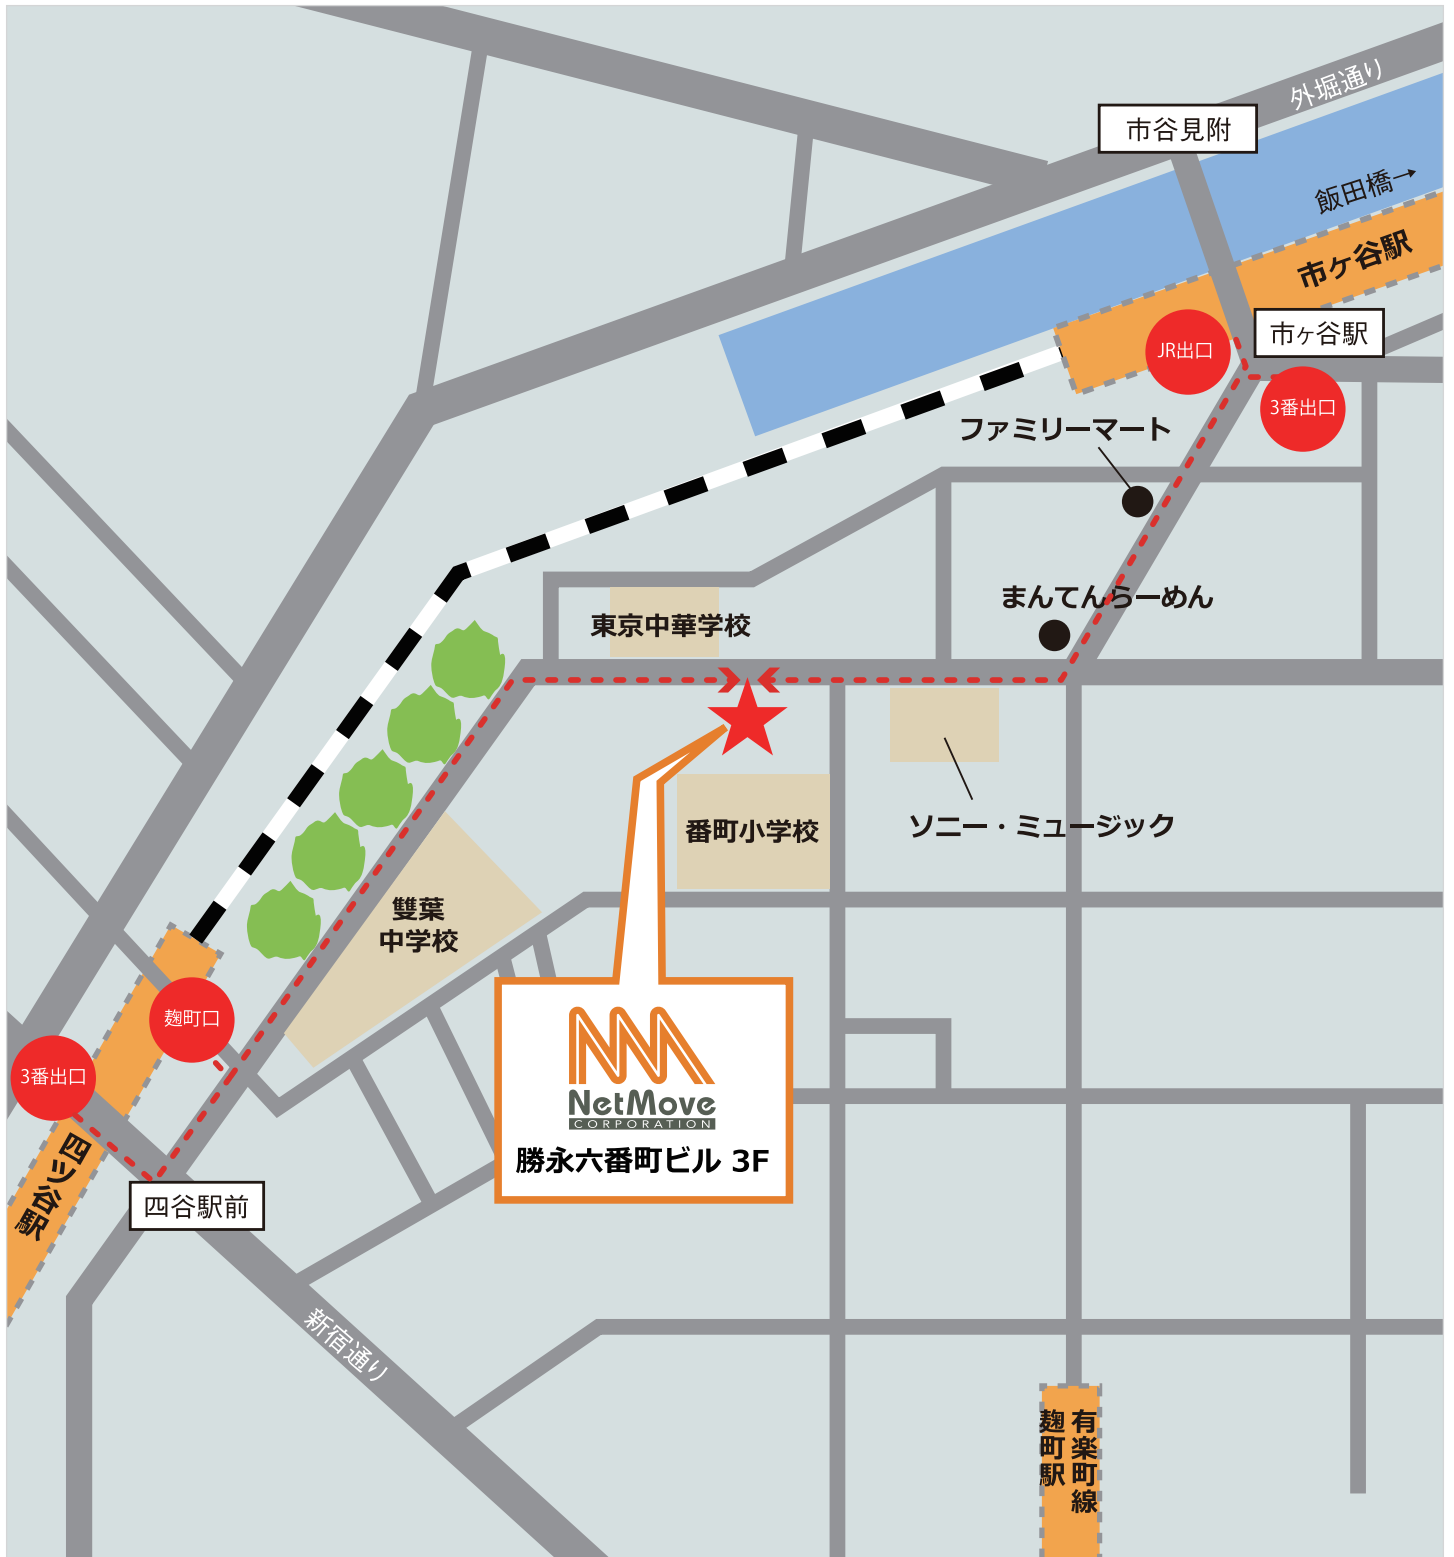 外堀通り
市谷見附
飯田橋→
市ヶ谷駅
市ヶ谷駅
JR出口
3番出口
ファミリーマート
まんてんらーめん
東京中華学校
番町小学校
ソニー・ミュージック
雙葉
中学校
麹町口
3番出口
四ツ谷駅
四谷駅前
NetMove
CORPORATION
勝永六番町ビル 3F
新宿通り
有楽町線
麹町駅